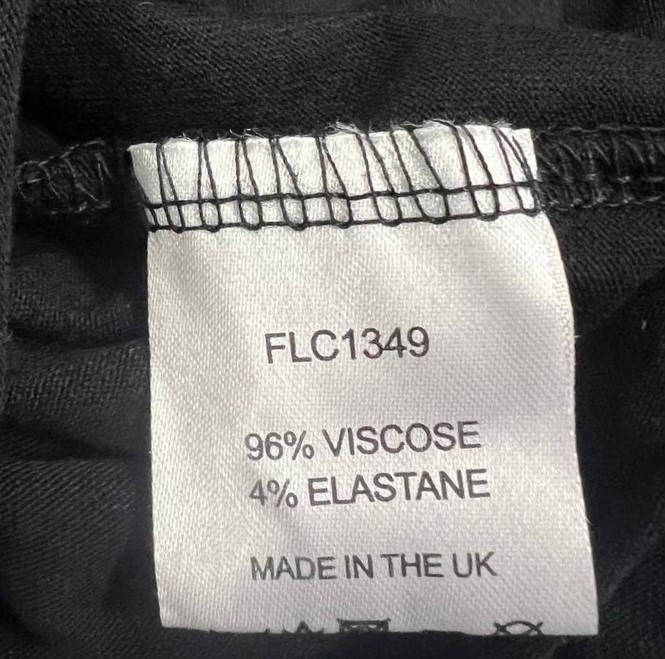 FLC1349
96% VISCOSE
4% ELASTANE
MADE IN THE UK